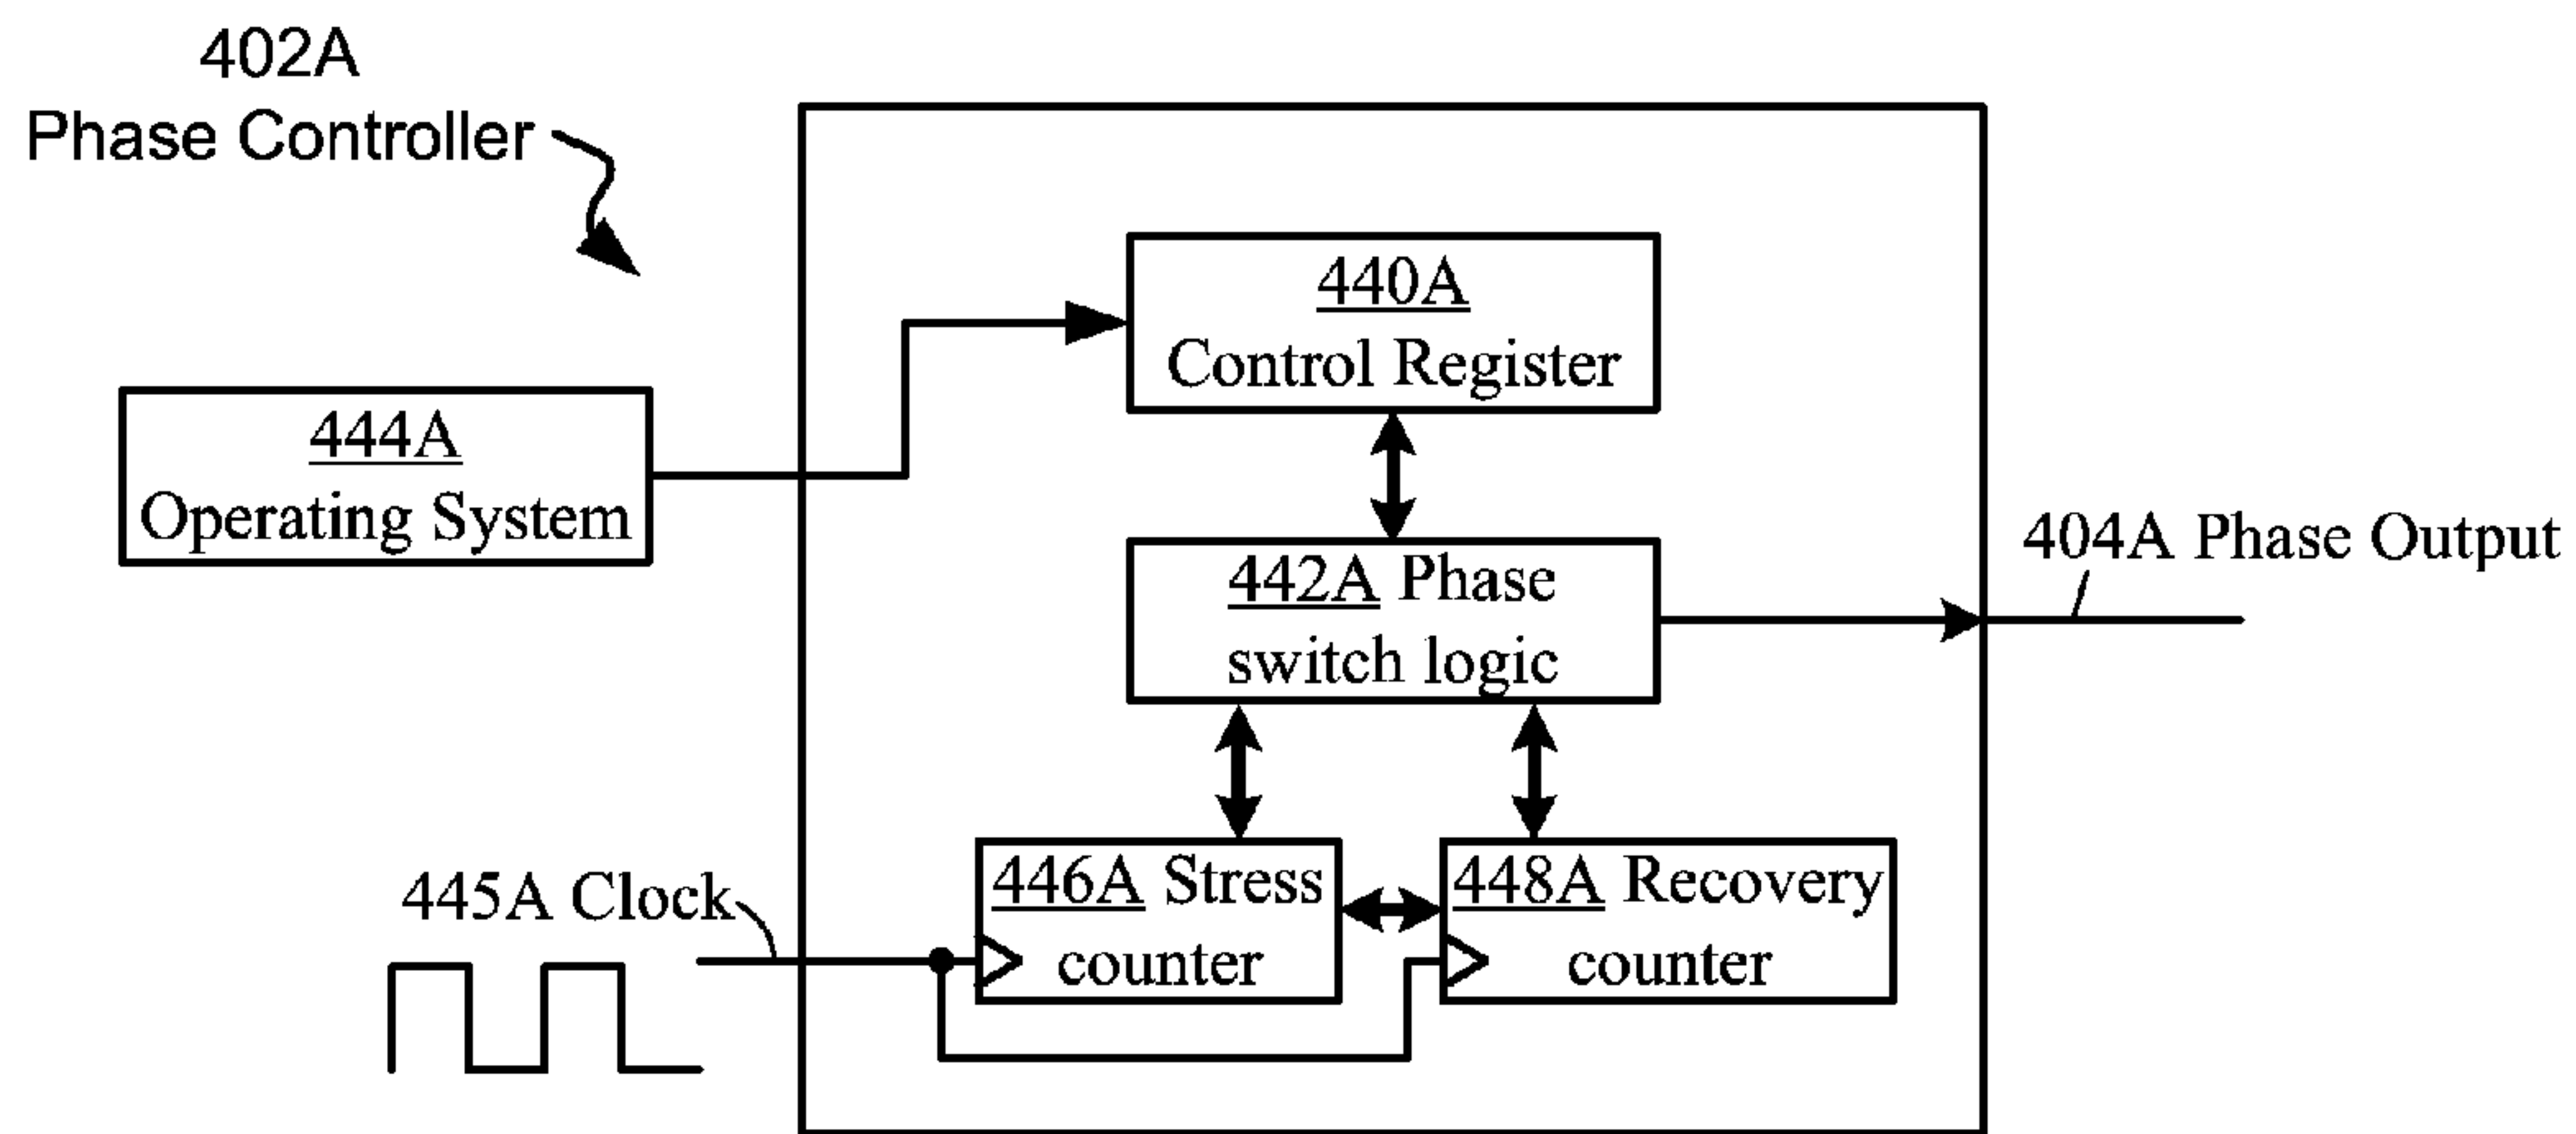 402A
Phase Controller
440A
Control Register
444A
Operating System
442A Phase
switch logic
404A Phase Output
446A Stress
counter
448A Recovery
counter
445A Clock